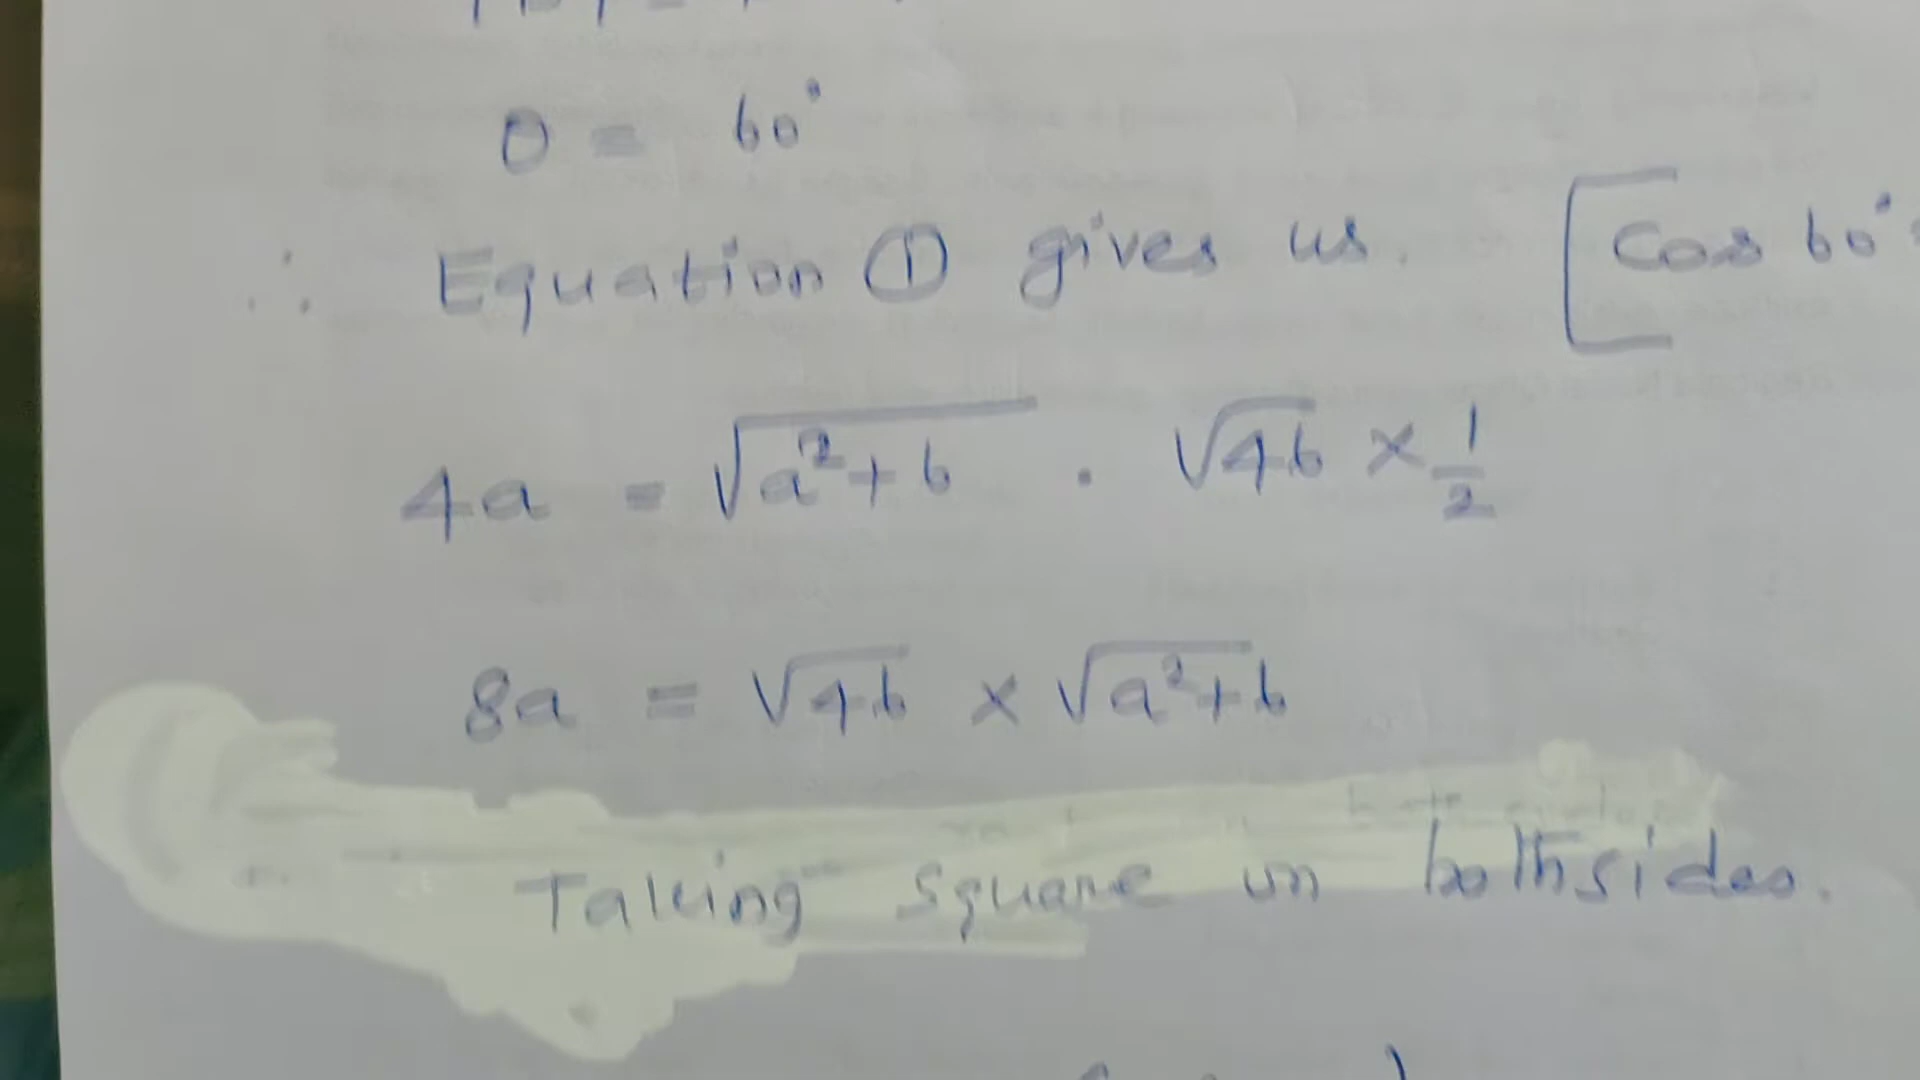 θ = 60°
∴ Equation ① gives us. [Cos 60°
4a = √(a²+6) . √46 × 1/2
8a = √46 × √(a²+6)
Taking Square on bothsides.